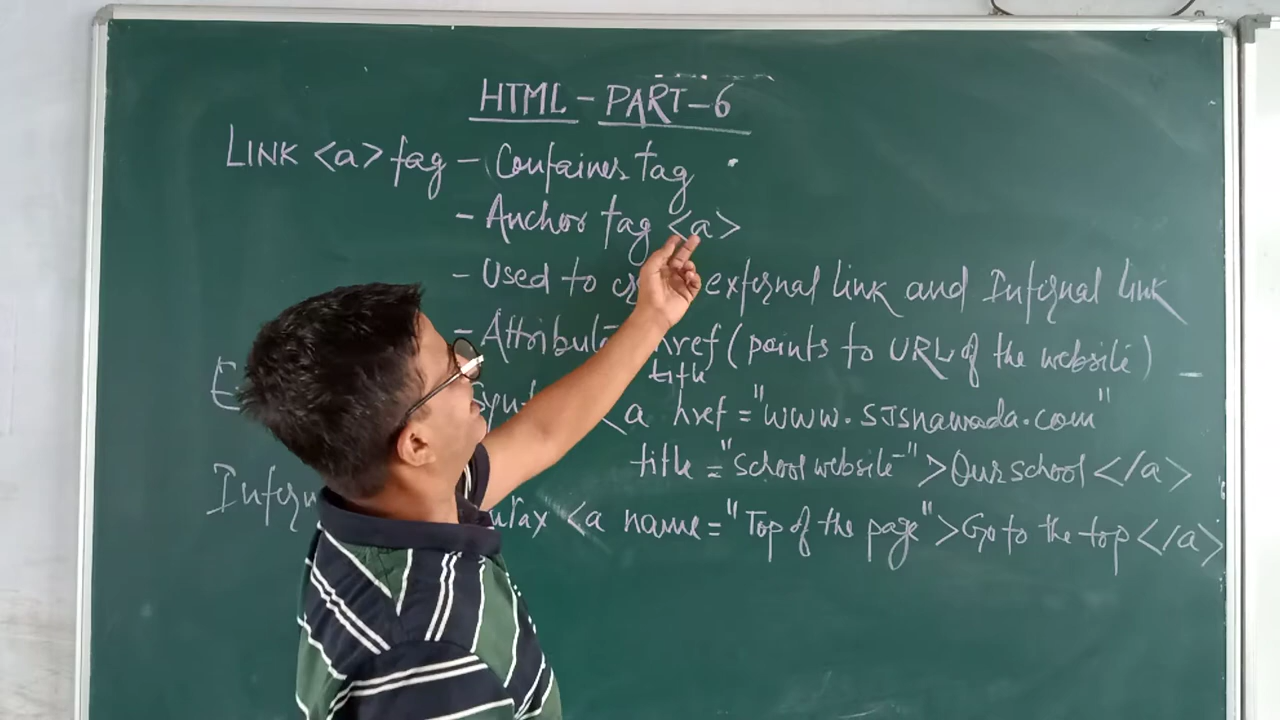 HTML - PART-6
LINK <a> tag - Container tag
- Anchor tag <a>
- Used to external link and Internal link
- Attribute href (points to URL of the website)
title
<a href = "www.sjsnawada.com"
title = "School website" > Our school </a>
<a name = "Top of the page" > Go to the top </a>